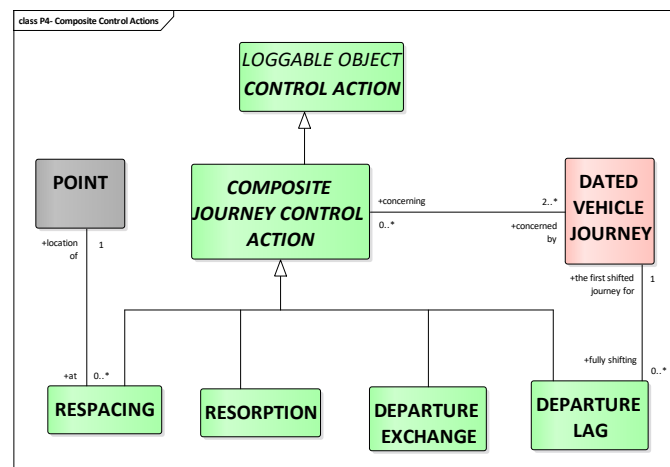 class P4- Composite Control Actions
LOGGABLE OBJECT
CONTROL ACTION
POINT
COMPOSITE
JOURNEY CONTROL
ACTION
DATED
VEHICLE
JOURNEY
+concerning
2..*
0..*
+concerned
by
+location
of
1
+the first shifted
journey for
1
+at
0..*
+fully shifting
0..*
RESPACING
RESORPTION
DEPARTURE
EXCHANGE
DEPARTURE
LAG